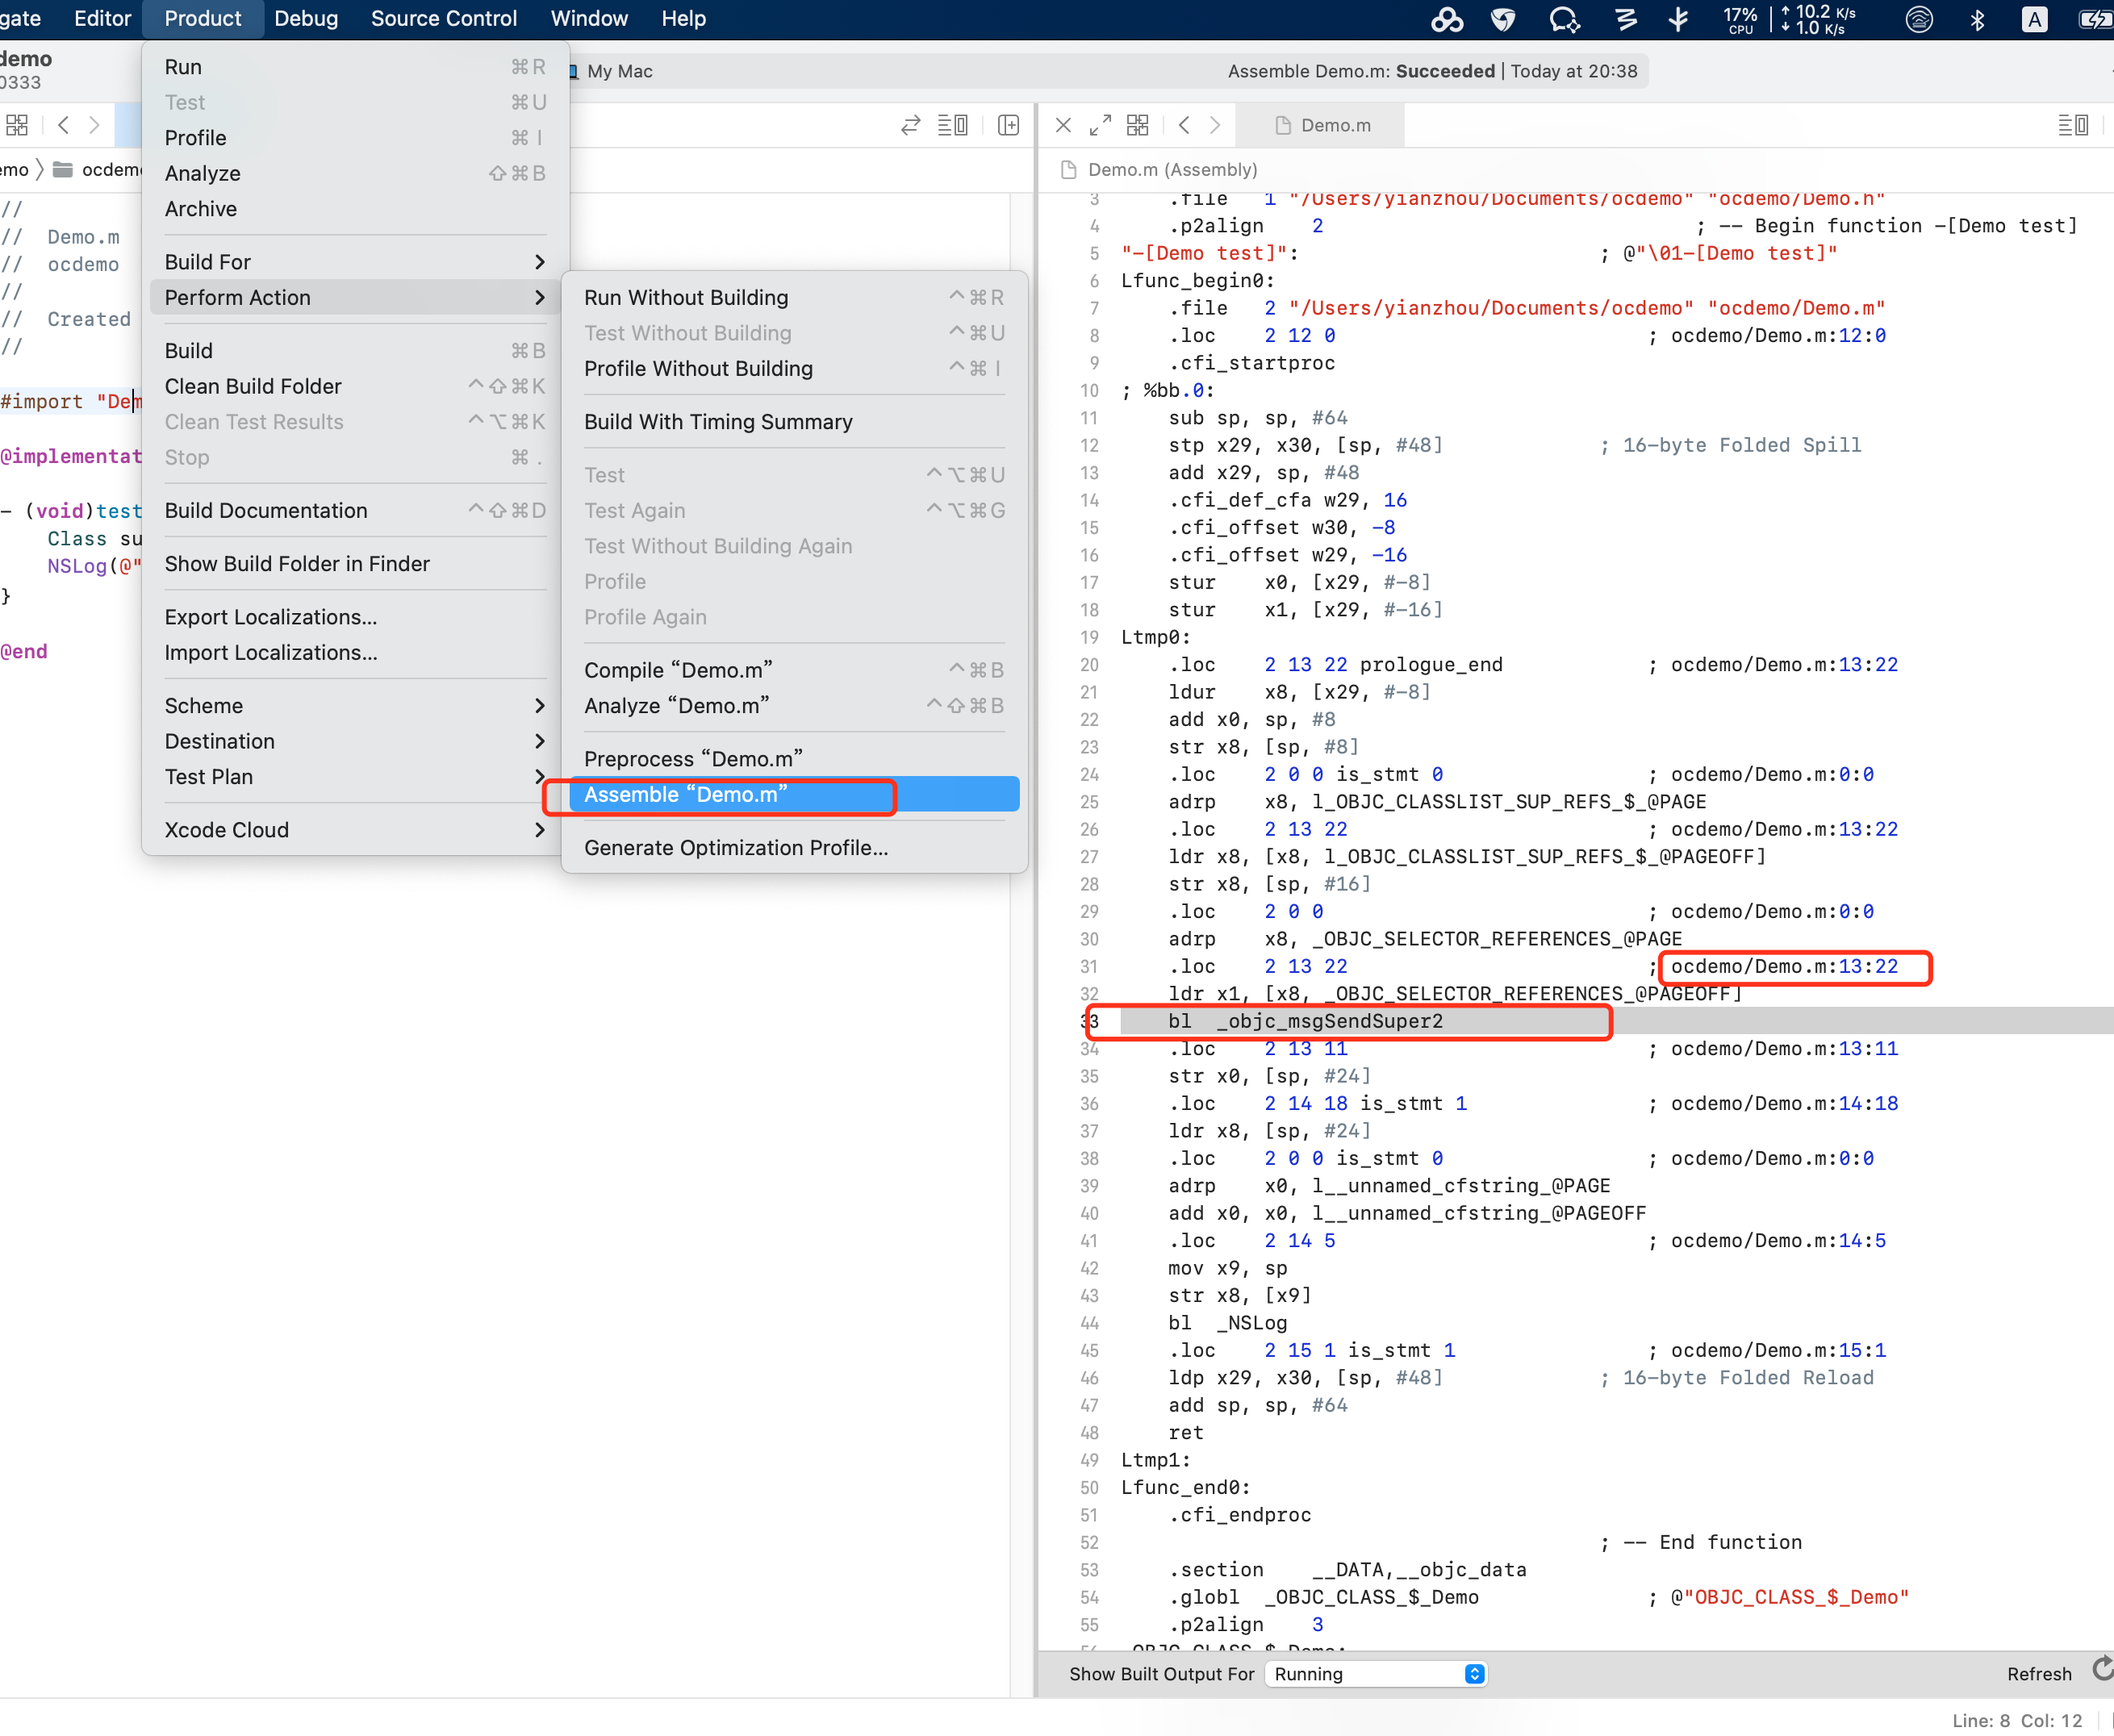 gate Editor Product Debug Source Control Window Help 17% CPU 10.2 K/s 1.0 K/s A
demo
0333
My Mac
Assemble Demo.m: Succeeded | Today at 20:38
Run ⌘R
Test ⌘U
Profile ⌘I
Analyze ⇧⌘B
Archive
Build For
Perform Action
Build ⌘B
Clean Build Folder ^⇧⌘K
Clean Test Results ^⌥⌘K
Stop ⌘.
Build Documentation ^⇧⌘D
Show Build Folder in Finder
Export Localizations...
Import Localizations...
Scheme
Destination
Test Plan
Xcode Cloud
Run Without Building ^⌘R
Test Without Building ^⌘U
Profile Without Building ^⌘I
Build With Timing Summary
Test ^⌥⌘U
Test Again ^⌥⌘G
Test Without Building Again
Profile
Profile Again
Compile “Demo.m” ^⌘B
Analyze “Demo.m” ^⇧⌘B
Preprocess “Demo.m”
Assemble “Demo.m”
Generate Optimization Profile...
emo 〉 ocdemo
//
// Demo.m
// ocdemo
//
// Created
//
#import "Dem
@implementat
- (void)test
Class su
NSLog(@"
}
@end
Demo.m
Demo.m (Assembly)
3 .file 1 "/Users/yianzhou/Documents/ocdemo" "ocdemo/Demo.h"
4 .p2align 2 ; -- Begin function -[Demo test]
5 "-[Demo test]": ; @"\01-[Demo test]"
6 Lfunc_begin0:
7 .file 2 "/Users/yianzhou/Documents/ocdemo" "ocdemo/Demo.m"
8 .loc 2 12 0 ; ocdemo/Demo.m:12:0
9 .cfi_startproc
10 ; %bb.0:
11 sub sp, sp, #64
12 stp x29, x30, [sp, #48] ; 16-byte Folded Spill
13 add x29, sp, #48
14 .cfi_def_cfa w29, 16
15 .cfi_offset w30, -8
16 .cfi_offset w29, -16
17 stur x0, [x29, #-8]
18 stur x1, [x29, #-16]
19 Ltmp0:
20 .loc 2 13 22 prologue_end ; ocdemo/Demo.m:13:22
21 ldur x8, [x29, #-8]
22 add x0, sp, #8
23 str x8, [sp, #8]
24 .loc 2 0 0 is_stmt 0 ; ocdemo/Demo.m:0:0
25 adrp x8, l_OBJC_CLASSLIST_SUP_REFS_$_@PAGE
26 .loc 2 13 22 ; ocdemo/Demo.m:13:22
27 ldr x8, [x8, l_OBJC_CLASSLIST_SUP_REFS_$_@PAGEOFF]
28 str x8, [sp, #16]
29 .loc 2 0 0 ; ocdemo/Demo.m:0:0
30 adrp x8, _OBJC_SELECTOR_REFERENCES_@PAGE
31 .loc 2 13 22 ; ocdemo/Demo.m:13:22
32 ldr x1, [x8, _OBJC_SELECTOR_REFERENCES_@PAGEOFF]
33 bl _objc_msgSendSuper2
34 .loc 2 13 11 ; ocdemo/Demo.m:13:11
35 str x0, [sp, #24]
36 .loc 2 14 18 is_stmt 1 ; ocdemo/Demo.m:14:18
37 ldr x8, [sp, #24]
38 .loc 2 0 0 is_stmt 0 ; ocdemo/Demo.m:0:0
39 adrp x0, l__unnamed_cfstring_@PAGE
40 add x0, x0, l__unnamed_cfstring_@PAGEOFF
41 .loc 2 14 5 ; ocdemo/Demo.m:14:5
42 mov x9, sp
43 str x8, [x9]
44 bl _NSLog
45 .loc 2 15 1 is_stmt 1 ; ocdemo/Demo.m:15:1
46 ldp x29, x30, [sp, #48] ; 16-byte Folded Reload
47 add sp, sp, #64
48 ret
49 Ltmp1:
50 Lfunc_end0:
51 .cfi_endproc
52 ; -- End function
53 .section __DATA,__objc_data
54 .globl _OBJC_CLASS_$_Demo ; @"OBJC_CLASS_$_Demo"
55 .p2align 3
56 _OBJC_CLASS_$_Demo:
Show Built Output For Running Refresh
Line: 8 Col: 12